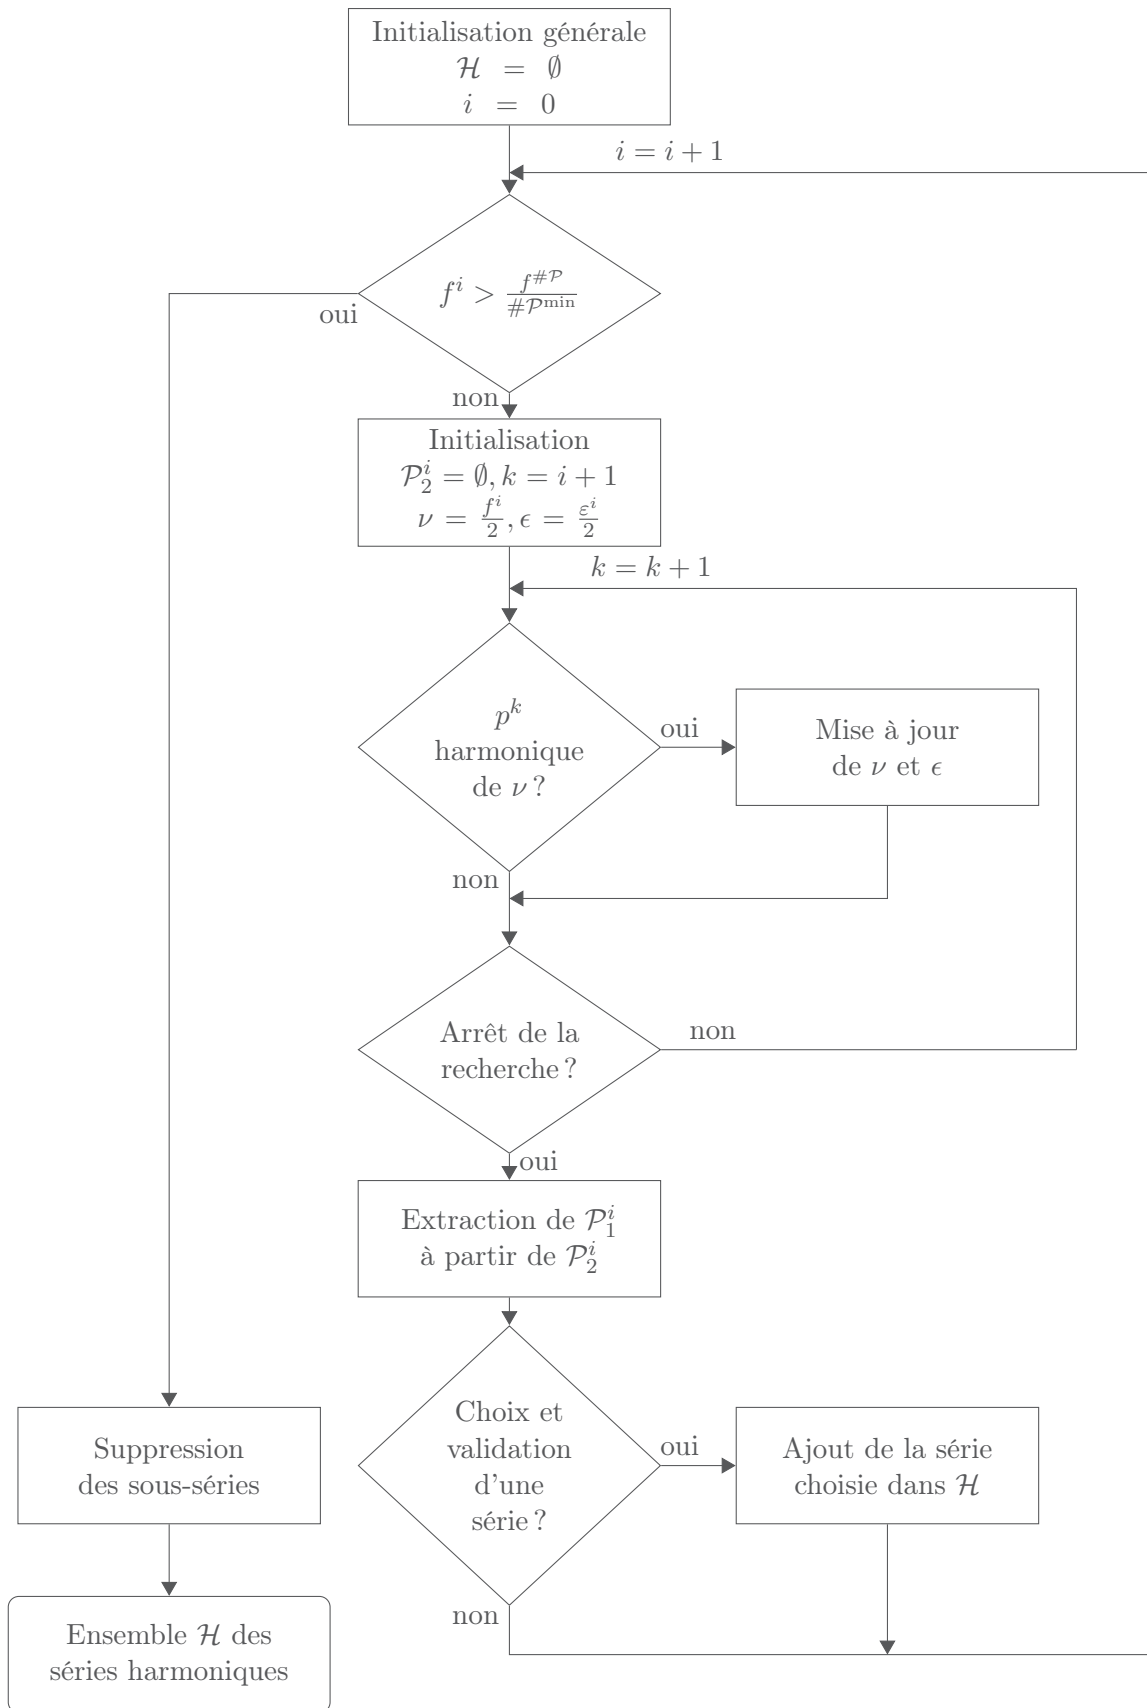 Initialisation générale
ℋ = ∅
i = 0
i = i + 1
f^i > f^{#𝒫} / #𝒫^{min}
oui
non
Initialisation
𝒫_2^i = ∅, k = i + 1
ν = f^i/2, ϵ = ε^i/2
k = k + 1
p^k
harmonique
de ν ?
oui
Mise à jour
de ν et ϵ
non
Arrêt de la
recherche ?
non
oui
Extraction de 𝒫_1^i
à partir de 𝒫_2^i
Choix et
validation
d'une
série ?
oui
Ajout de la série
choisie dans ℋ
non
Suppression
des sous-séries
Ensemble ℋ des
séries harmoniques